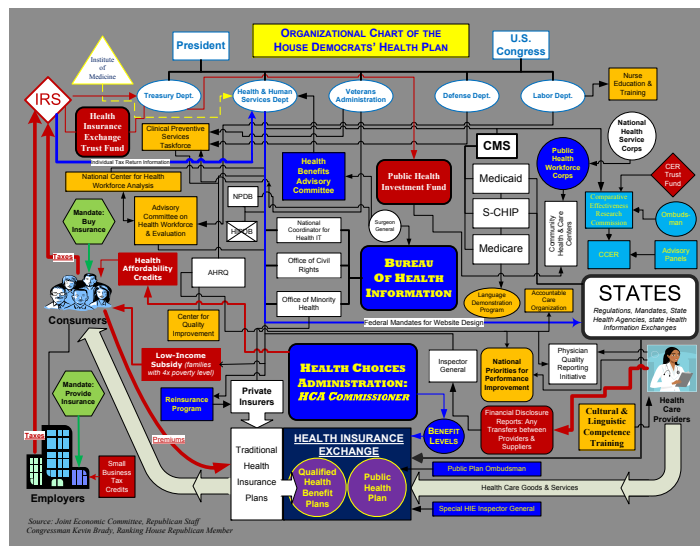 ORGANIZATIONAL CHART OF THE
HOUSE DEMOCRATS' HEALTH PLAN
President
U.S.
Congress
Institute
of
Medicine
IRS
Treasury Dept.
Health & Human
Services Dept
Veterans
Administration
Defense Dept.
Labor Dept.
Nurse
Education &
Training
Health
Insurance
Exchange
Trust Fund
Clinical Preventive
Services
Taskforce
Individual Tax Return Information
National Center for Health
Workforce Analysis
Health
Benefits
Advisory
Committee
Public Health
Investment Fund
CMS
Medicaid
S-CHIP
Medicare
Public Health
Workforce
Corps
National
Health
Service
Corps
CER
Trust
Fund
Comparative
Effectiveness
Research
Commission
Ombuds-
man
CCER
Advisory
Panels
Mandate:
Buy
Insurance
Advisory
Committee on
Health Workforce
& Evaluation
NPDB
HIPDB
National
Coordinator for
Health IT
Office of Civil
Rights
Office of Minority
Health
Surgeon
General
BUREAU
OF HEALTH
INFORMATION
Community
Health & Care
Centers
Taxes
Consumers
Health
Affordability
Credits
AHRQ
Center for
Quality Improvement
Language
Demonstration
Program
Accountable
Care
Organization
STATES
Regulations, Mandates, State
Health Agencies, state Health
Information Exchanges
Federal Mandates for Website Design
Low-Income
Subsidy (families
with 4x poverty level)
Mandate:
Provide
Insurance
Reinsurance
Program
Private
Insurers
HEALTH CHOICES
ADMINISTRATION:
HCA COMMISSIONER
Inspector
General
National
Priorities for
Performance
Improvement
Physician
Quality
Reporting
Initiative
Health Care
Providers
Financial Disclosure
Reports: Any
Transfers between
Providers & Suppliers
Cultural &
Linguistic
Competence
Training
BENEFIT
LEVELS
Taxes
Premiums
Employers
Small
Business
Tax
Credits
Traditional
Health
Insurance
Plans
HEALTH INSURANCE
EXCHANGE
Qualified
Health
Benefit
Plans
Public
Health
Plan
Public Plan Ombudsman
Health Care Goods & Services
Special HIE Inspector General
Source: Joint Economic Committee, Republican Staff
Congressman Kevin Brady, Ranking House Republican Member